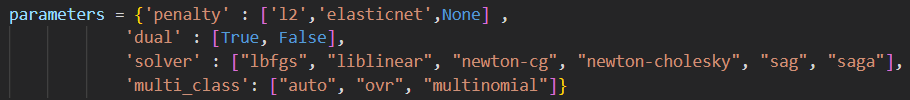 parameters = {'penalty' : ['l2','elasticnet',None] ,
'dual' : [True, False],
'solver' : ["lbfgs", "liblinear", "newton-cg", "newton-cholesky", "sag", "saga"],
'multi_class': ["auto", "ovr", "multinomial"]}